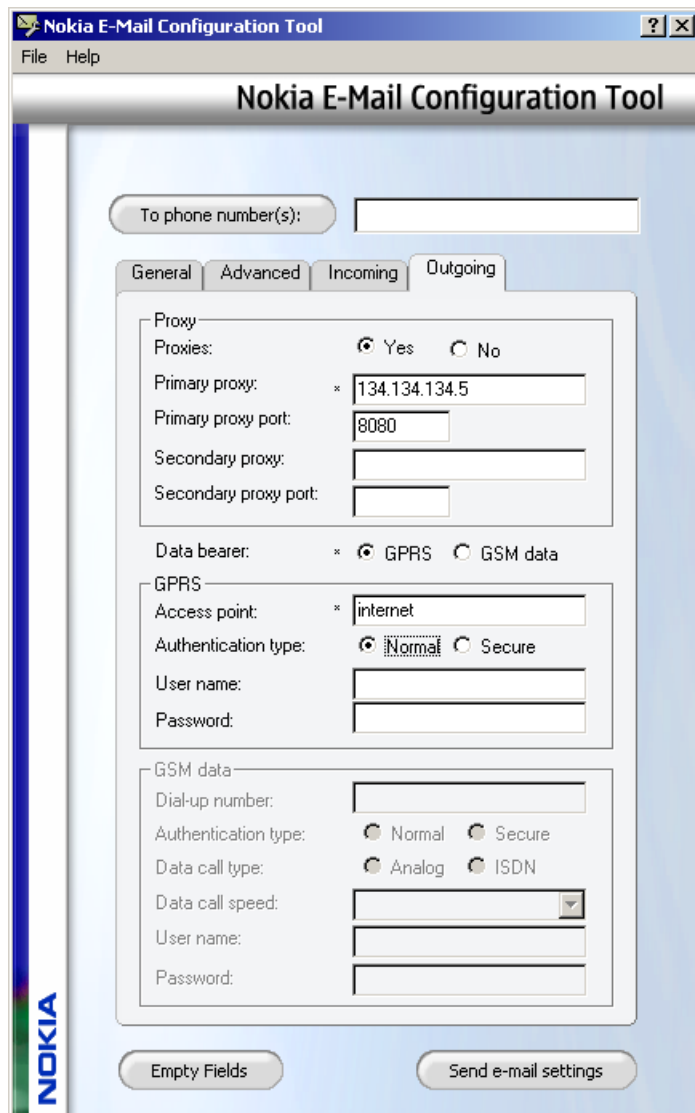 Nokia E-Mail Configuration Tool
File Help
Nokia E-Mail Configuration Tool
To phone number(s):
General Advanced Incoming Outgoing
Proxy
Proxies: Yes No
Primary proxy: * 134.134.134.5
Primary proxy port: 8080
Secondary proxy:
Secondary proxy port:
Data bearer: * GPRS GSM data
GPRS
Access point: * internet
Authentication type: Normal Secure
User name:
Password:
GSM data
Dial-up number:
Authentication type: Normal Secure
Data call type: Analog ISDN
Data call speed:
User name:
Password:
Empty Fields Send e-mail settings
NOKIA